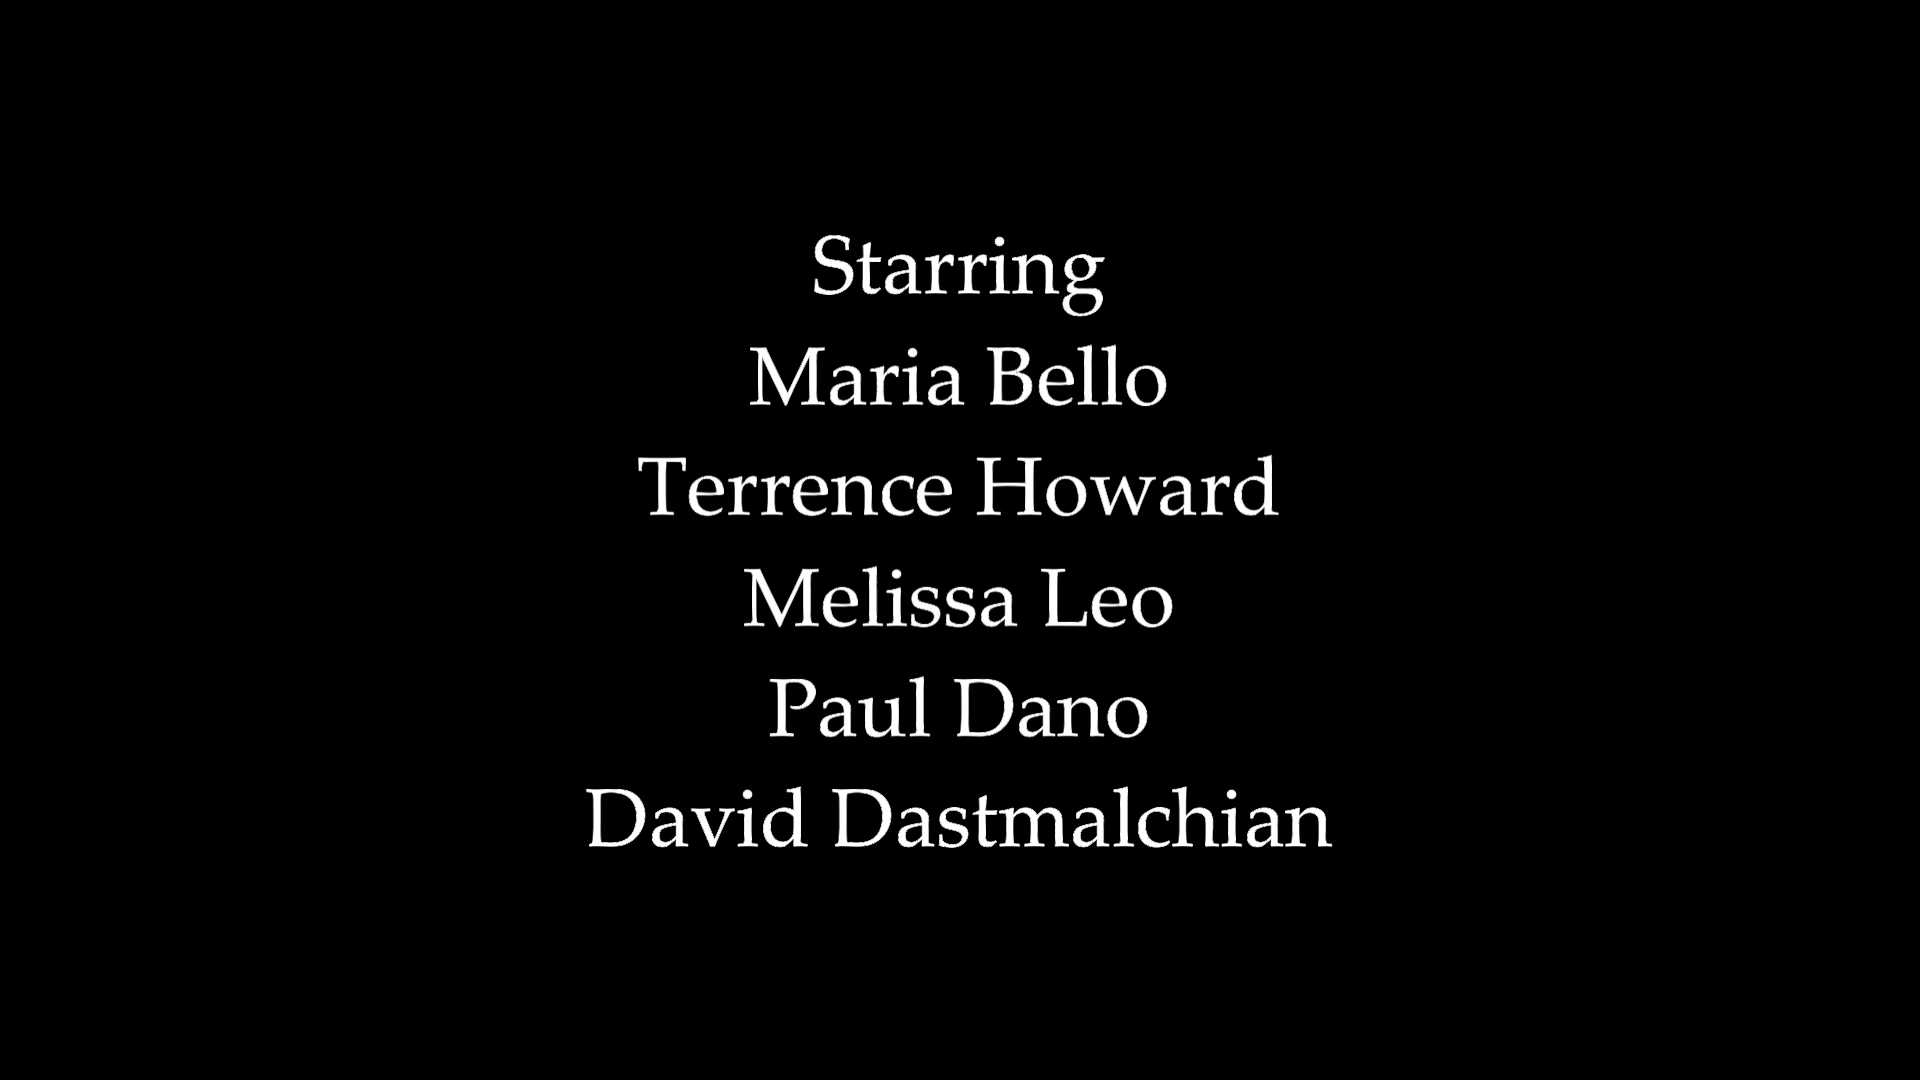 Starring
Maria Bello
Terrence Howard
Melissa Leo
Paul Dano
David Dastmalchian